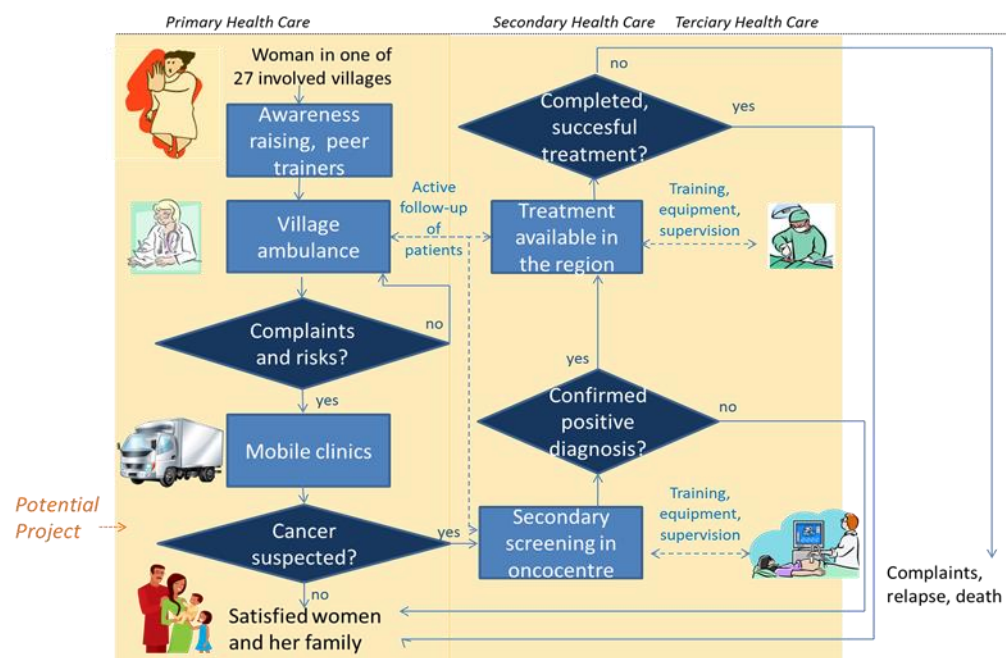 Primary Health Care
Secondary Health Care
Terciary Health Care
Woman in one of
27 involved villages
Awareness
raising, peer
trainers
Village
ambulance
Complaints
and risks?
no
yes
Mobile clinics
Potential
Project
Cancer
suspected?
yes
no
Satisfied women
and her family
Active
follow-up
of
patients
no
Completed,
succesful
treatment?
yes
Treatment
available in
the region
Training,
equipment,
supervision
yes
Confirmed
positive
diagnosis?
no
Secondary
screening in
oncocentre
Training,
equipment,
supervision
Complaints,
relapse, death